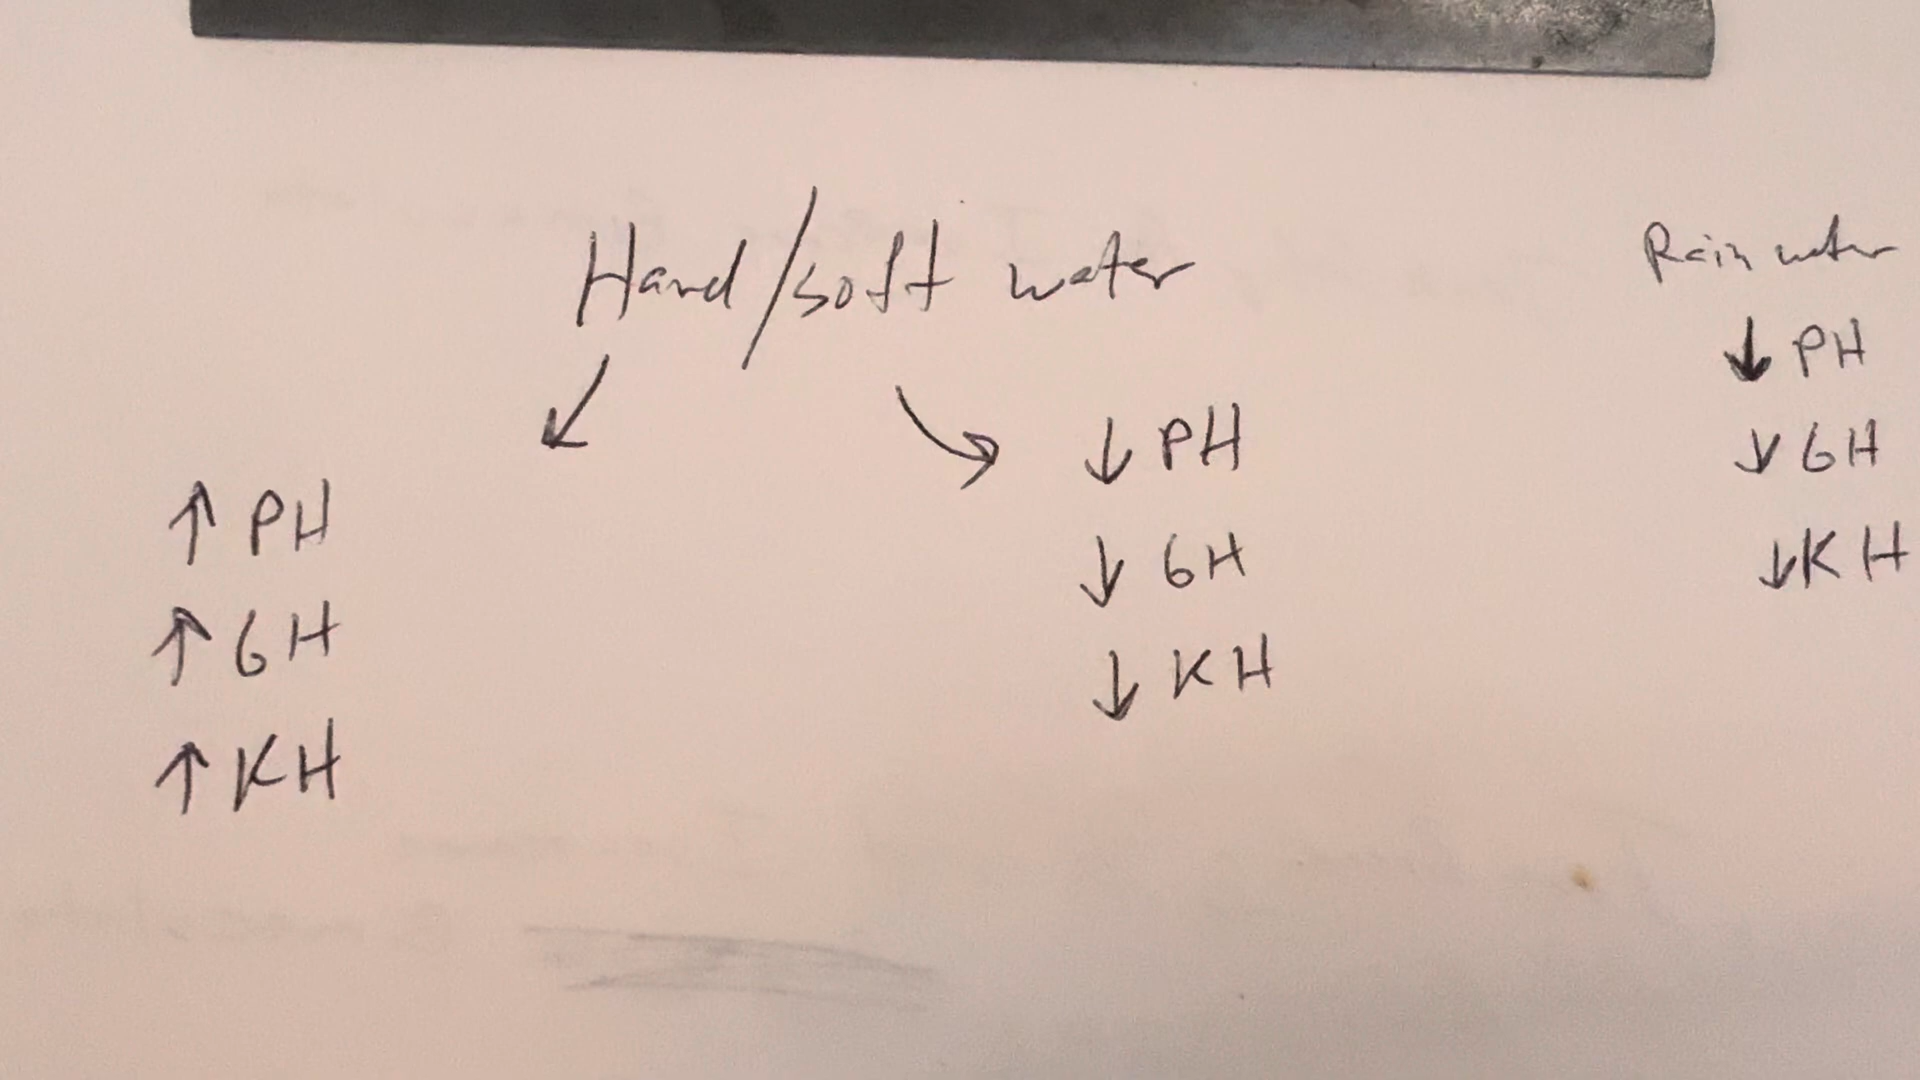 Hard/soft water
↑ PH
↑ GH
↑ KH
↓ PH
↓ GH
↓ KH
Rain water
↓ PH
↓ GH
↓ KH